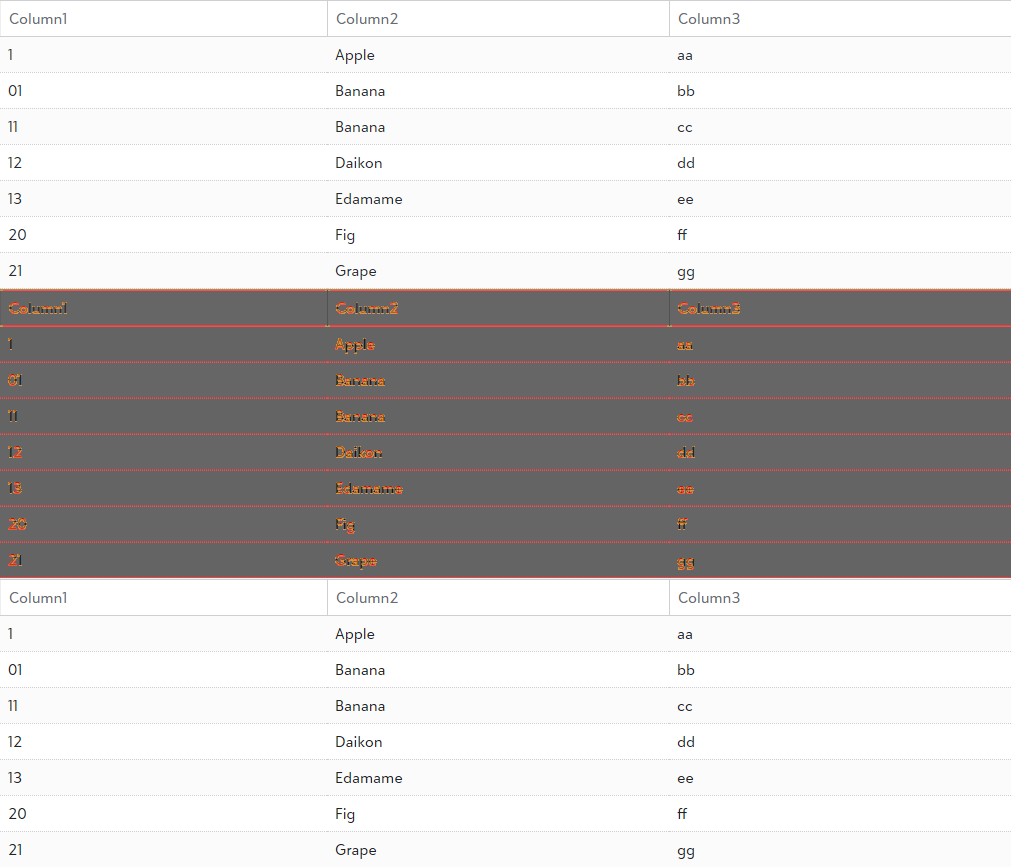 Column1 Column2 Column3
1 Apple aa
01 Banana bb
11 Banana cc
12 Daikon dd
13 Edamame ee
20 Fig ff
21 Grape gg
Column1 Column2 Column3
1 Apple aa
01 Banana bb
11 Banana cc
12 Daikon dd
13 Edamame ee
20 Fig ff
21 Grape gg
Column1 Column2 Column3
1 Apple aa
01 Banana bb
11 Banana cc
12 Daikon dd
13 Edamame ee
20 Fig ff
21 Grape gg